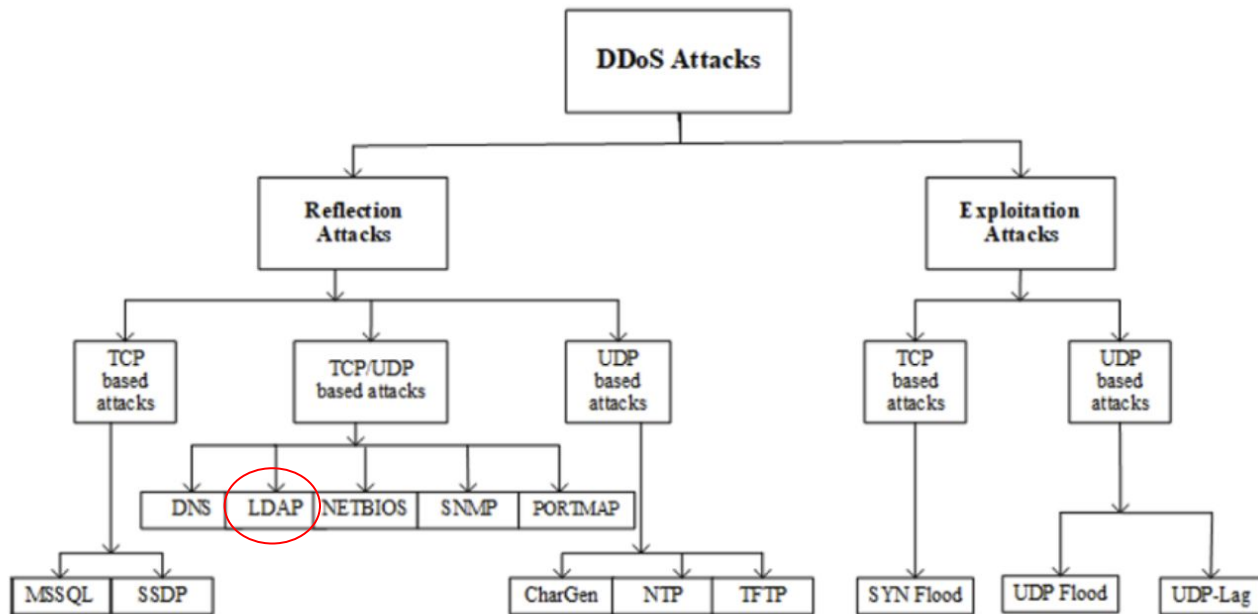 DDoS Attacks
Reflection
Attacks
Exploitation
Attacks
TCP
based
attacks
TCP/UDP
based attacks
UDP
based
attacks
TCP
based
attacks
UDP
based
attacks
DNS
LDAP
NETBIOS
SNMP
PORTMAP
MSSQL
SSDP
CharGen
NTP
TFTP
SYN Flood
UDP Flood
UDP-Lag